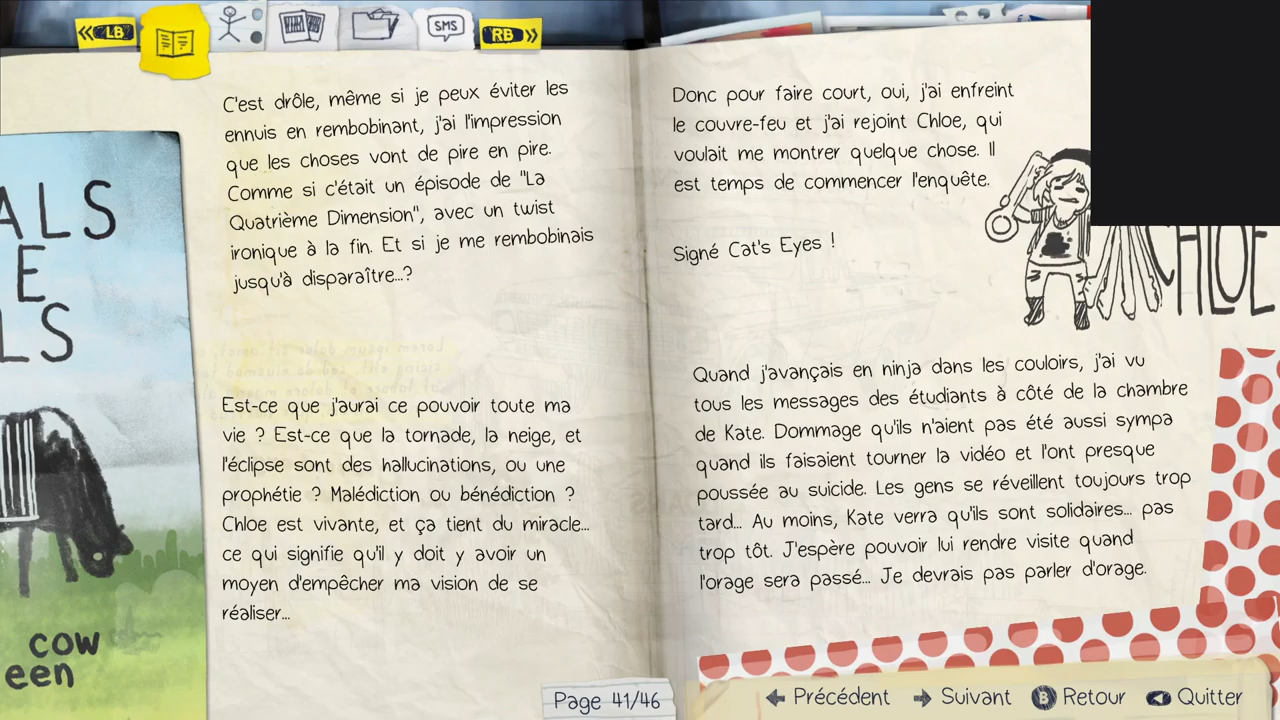 LB
SMS
RB
ALS
E
LS
cow
een
C'est drôle, même si je peux éviter les
ennuis en rembobinant, j'ai l'impression
que les choses vont de pire en pire.
Comme si c'était un épisode de "La
Quatrième Dimension", avec un twist
ironique à la fin. Et si je me rembobinais
jusqu'à disparaître...?
Est-ce que j'aurai ce pouvoir toute ma
vie ? Est-ce que la tornade, la neige, et
l'éclipse sont des hallucinations, ou une
prophétie ? Malédiction ou bénédiction ?
Chloe est vivante, et ça tient du miracle...
ce qui signifie qu'il y doit y avoir un
moyen d'empêcher ma vision de se
réaliser...
Donc pour faire court, oui, j'ai enfreint
le couvre-feu et j'ai rejoint Chloe, qui
voulait me montrer quelque chose. Il
est temps de commencer l'enquête.
Signé Cat's Eyes !
CHLOE
Quand j'avançais en ninja dans les couloirs, j'ai vu
tous les messages des étudiants à côté de la chambre
de Kate. Dommage qu'ils n'aient pas été aussi sympa
quand ils faisaient tourner la vidéo et l'ont presque
poussée au suicide. Les gens se réveillent toujours trop
tard... Au moins, Kate verra qu'ils sont solidaires... pas
trop tôt. J'espère pouvoir lui rendre visite quand
l'orage sera passé... Je devrais pas parler d'orage.
Page 41/46
Précédent Suivant B Retour Quitter